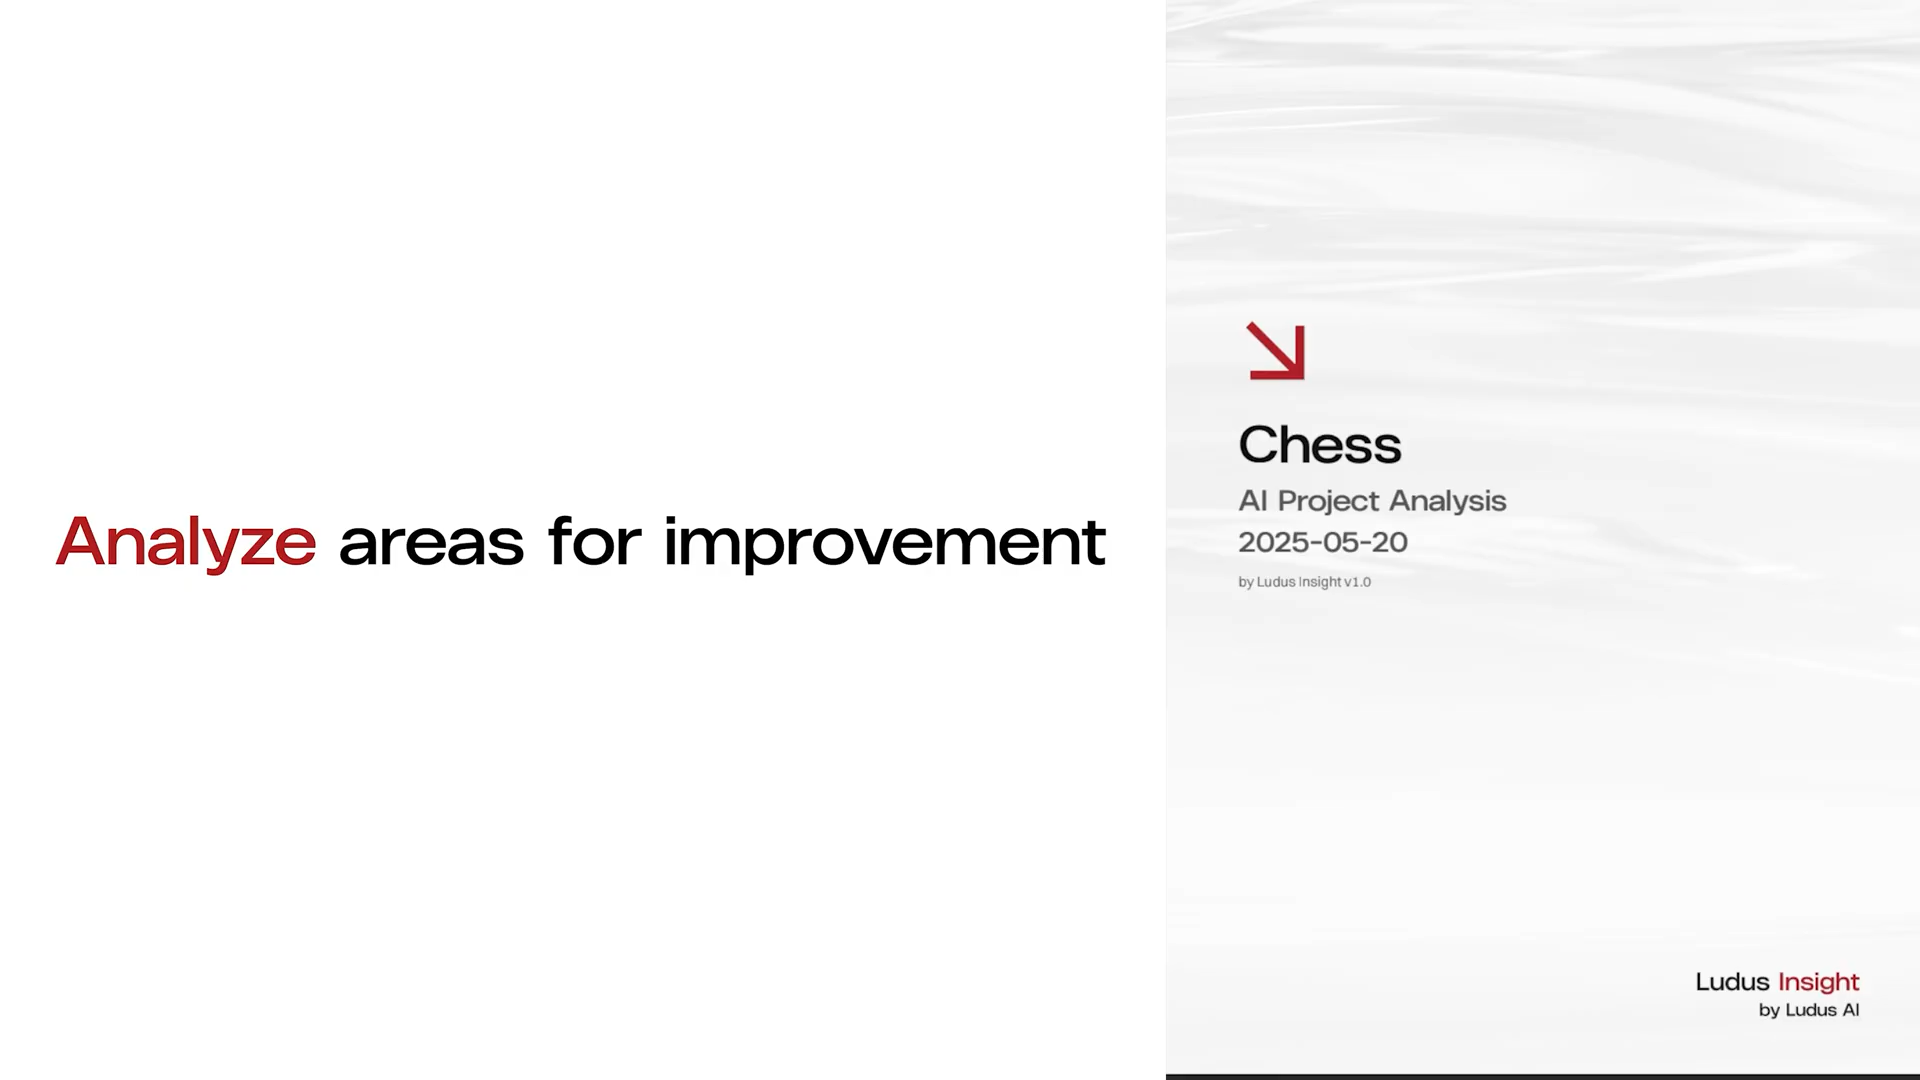 Analyze areas for improvement
Chess
AI Project Analysis
2025-05-20
by Ludus Insight v1.0
Ludus Insight
by Ludus AI